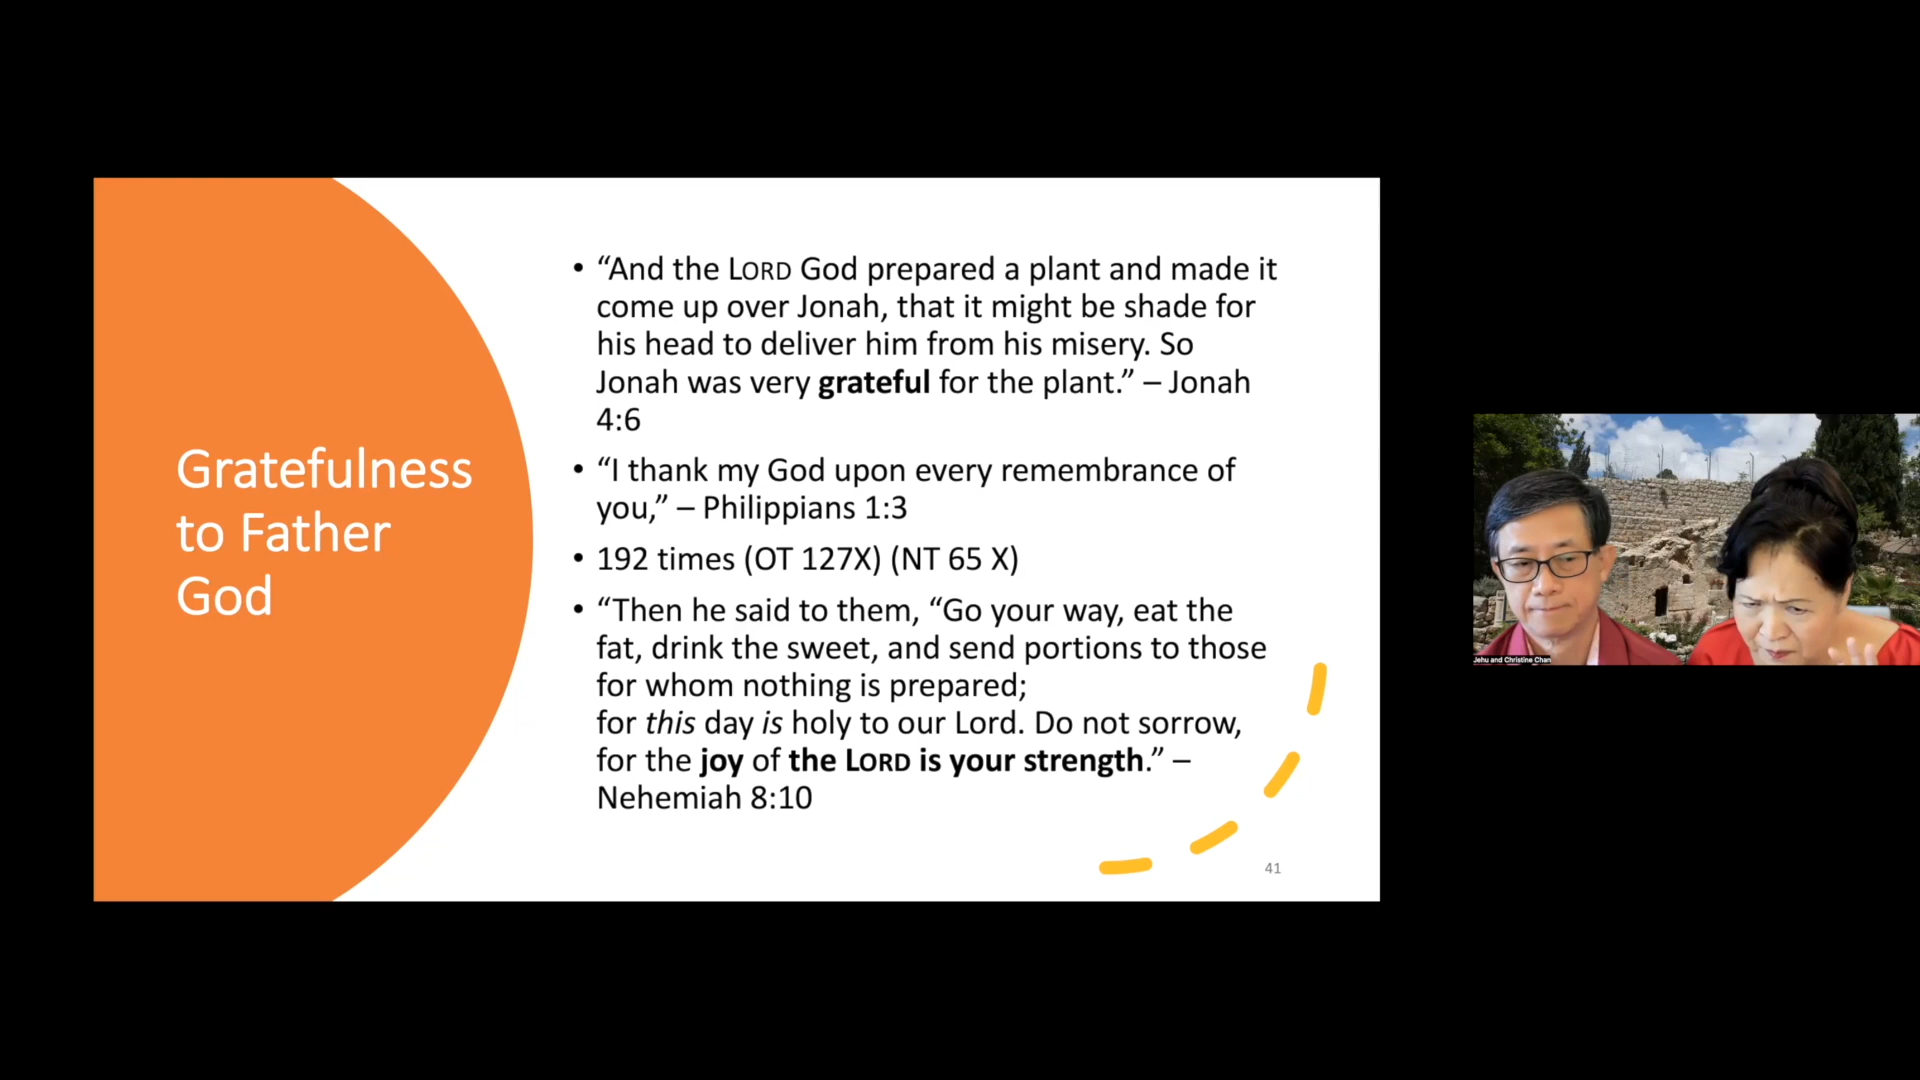 Gratefulness
to Father
God
• “And the LORD God prepared a plant and made it
come up over Jonah, that it might be shade for
his head to deliver him from his misery. So
Jonah was very grateful for the plant.” – Jonah
4:6
• “I thank my God upon every remembrance of
you,” – Philippians 1:3
• 192 times (OT 127X) (NT 65 X)
• “Then he said to them, “Go your way, eat the
fat, drink the sweet, and send portions to those
for whom nothing is prepared;
for this day is holy to our Lord. Do not sorrow,
for the joy of the LORD is your strength.” –
Nehemiah 8:10
41
Jehu and Christine Chan